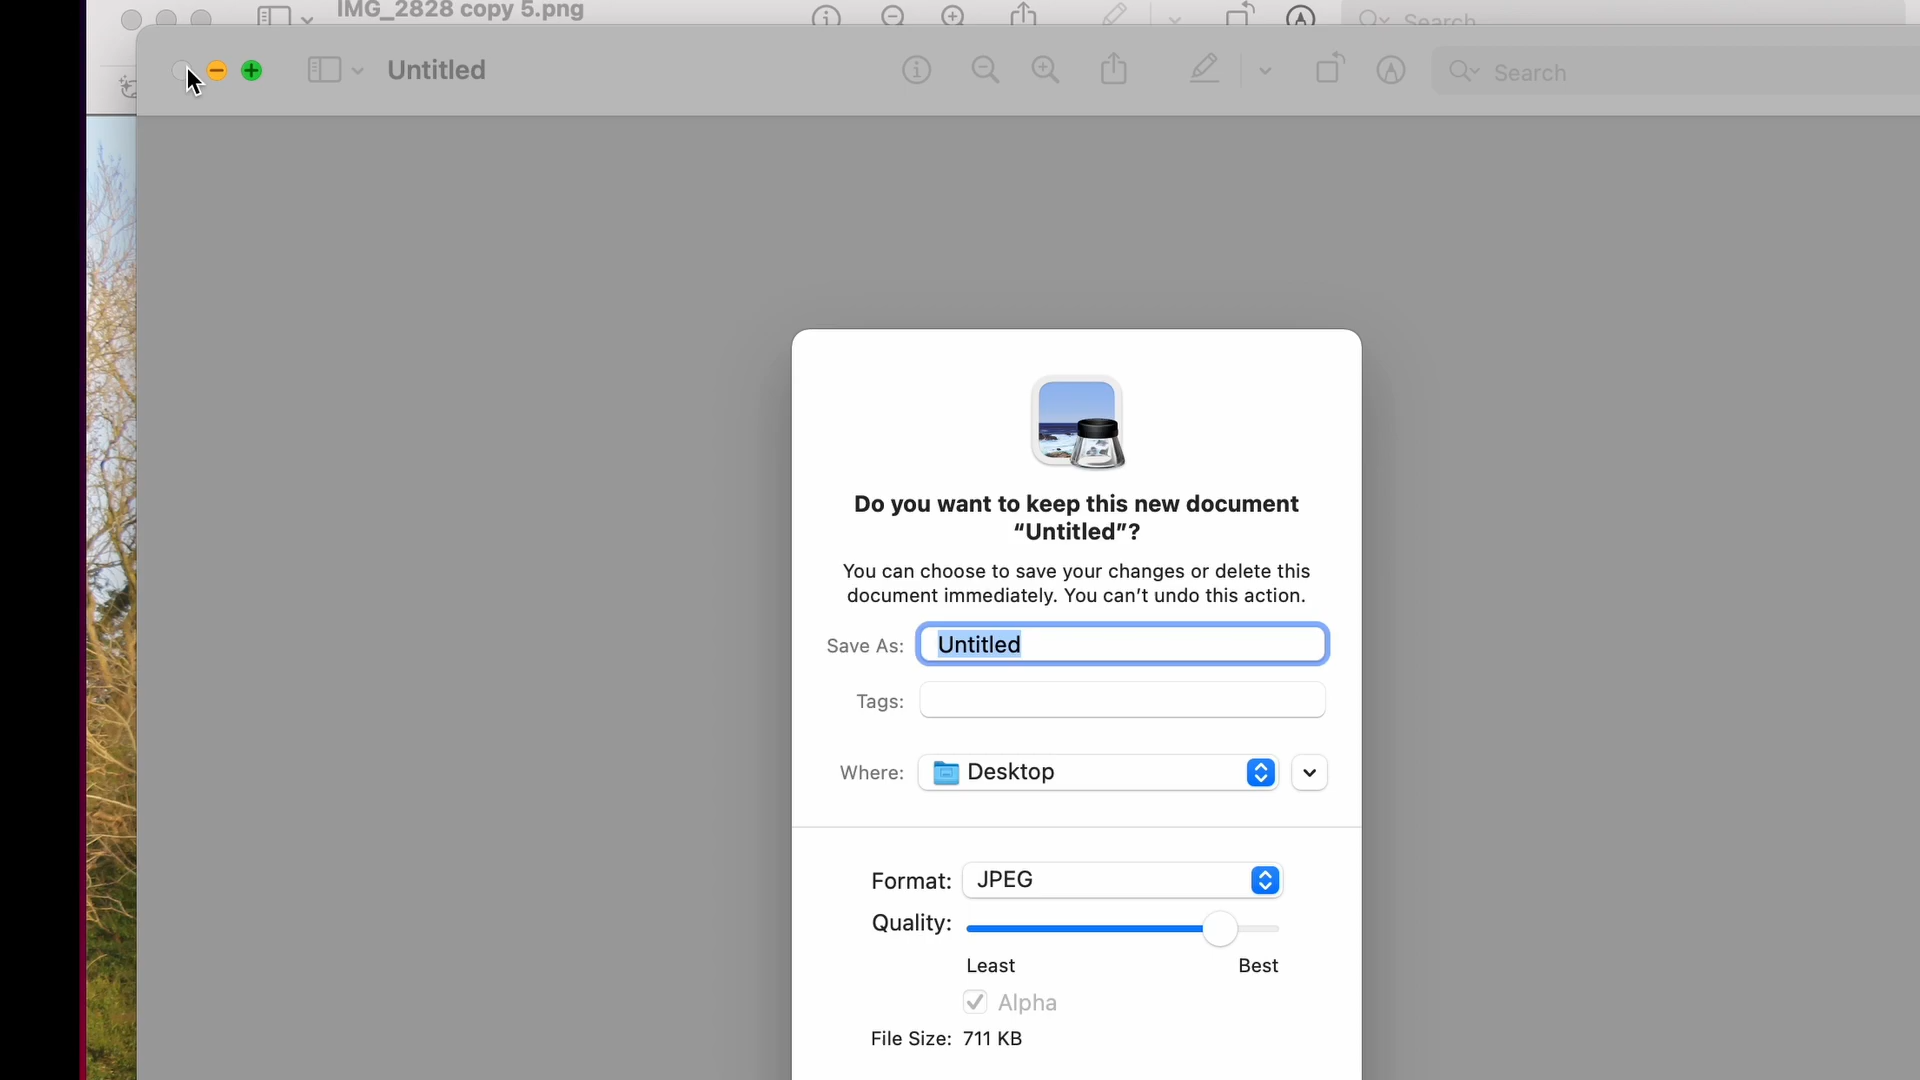 IMG_2828 copy 5.png
Search
Untitled
Search
Do you want to keep this new document
“Untitled”?
You can choose to save your changes or delete this
document immediately. You can’t undo this action.
Save As: Untitled
Tags:
Where: Desktop
Format: JPEG
Quality:
Least Best
Alpha
File Size: 711 KB